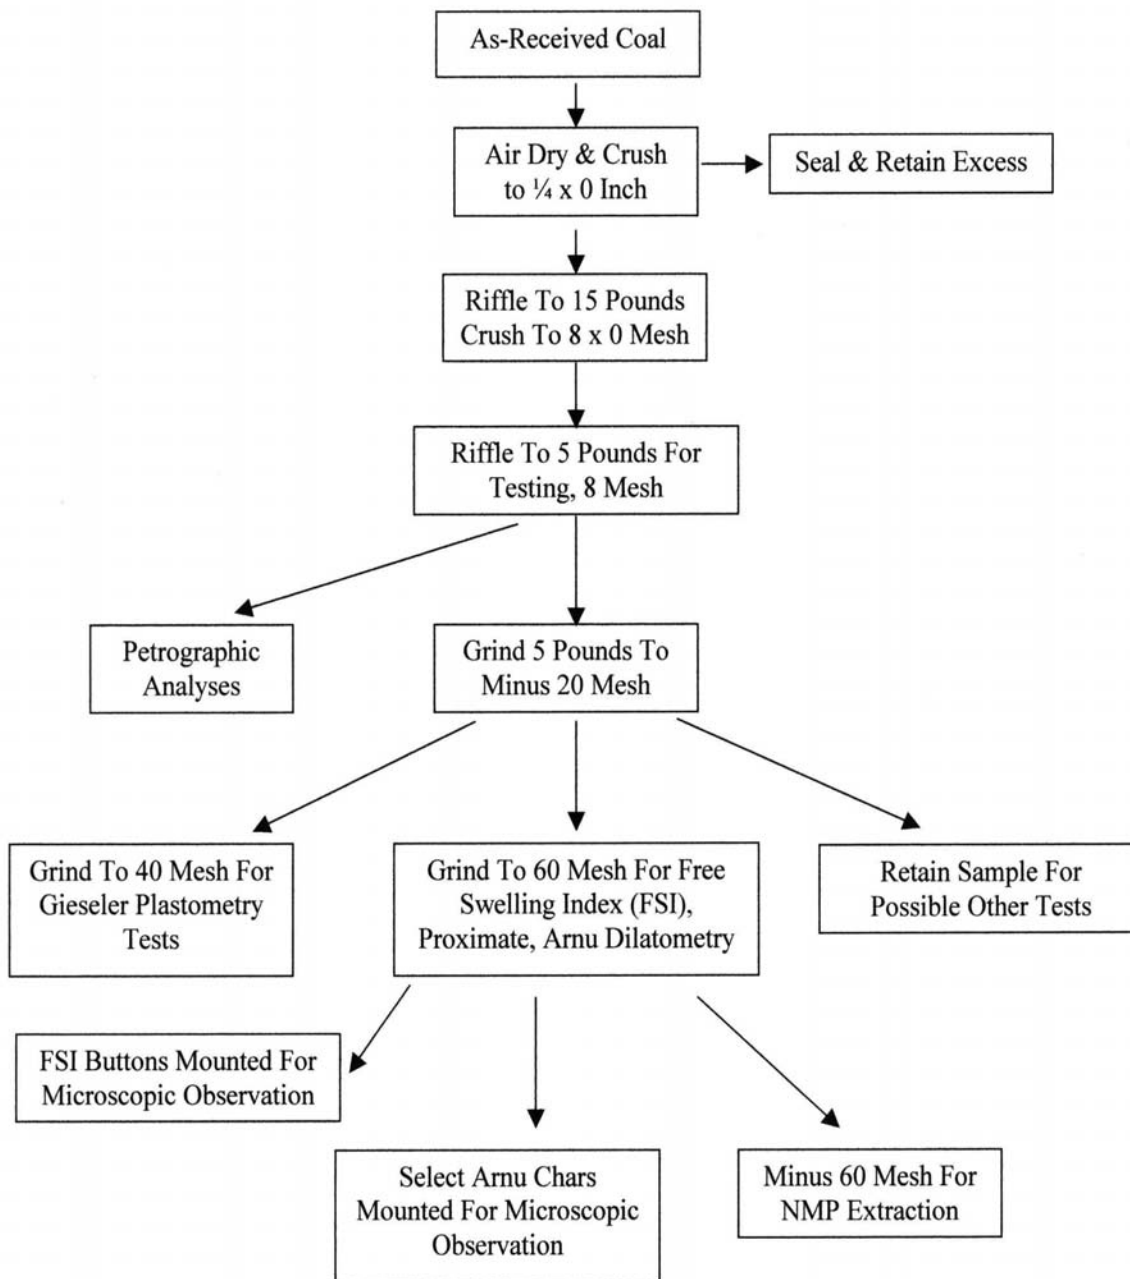 As-Received Coal
Air Dry & Crush
to ¼ x 0 Inch
Seal & Retain Excess
Riffle To 15 Pounds
Crush To 8 x 0 Mesh
Riffle To 5 Pounds For
Testing, 8 Mesh
Petrographic
Analyses
Grind 5 Pounds To
Minus 20 Mesh
Grind To 40 Mesh For
Gieseler Plastometry
Tests
Grind To 60 Mesh For Free
Swelling Index (FSI),
Proximate, Arnu Dilatometry
Retain Sample For
Possible Other Tests
FSI Buttons Mounted For
Microscopic Observation
Select Arnu Chars
Mounted For Microscopic
Observation
Minus 60 Mesh For
NMP Extraction